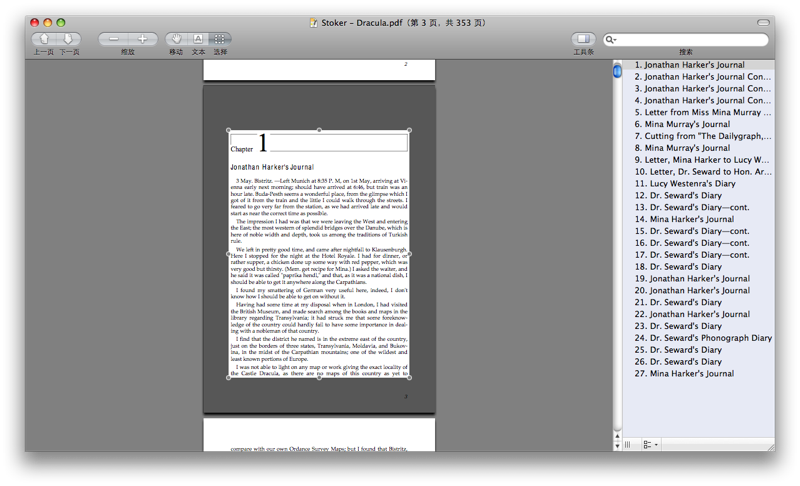 Stoker – Dracula.pdf（第 3 页，共 353 页）
上一页 下一页 缩放 移动 文本 选择 工具条 搜索
2
Chapter 1
Jonathan Harker's Journal
3 May. Bistritz. —Left Munich at 8:35 P. M, on 1st May, arriving at Vi-
enna early next morning; should have arrived at 6:46, but train was an
hour late. Buda-Pesth seems a wonderful place, from the glimpse which I
got of it from the train and the little I could walk through the streets. I
feared to go very far from the station, as we had arrived late and would
start as near the correct time as possible.
The impression I had was that we were leaving the West and entering
the East; the most western of splendid bridges over the Danube, which is
here of noble width and depth, took us among the traditions of Turkish
rule.
We left in pretty good time, and came after nightfall to Klausenburgh.
Here I stopped for the night at the Hotel Royale. I had for dinner, or
rather supper, a chicken done up some way with red pepper, which was
very good but thirsty. (Mem. get recipe for Mina.) I asked the waiter, and
he said it was called "paprika hendl," and that, as it was a national dish, I
should be able to get it anywhere along the Carpathians.
I found my smattering of German very useful here, indeed, I don't
know how I should be able to get on without it.
Having had some time at my disposal when in London, I had visited
the British Museum, and made search among the books and maps in the
library regarding Transylvania; it had struck me that some foreknow-
ledge of the country could hardly fail to have some importance in deal-
ing with a nobleman of that country.
I find that the district he named is in the extreme east of the country,
just on the borders of three states, Transylvania, Moldavia, and Bukov-
ina, in the midst of the Carpathian mountains; one of the wildest and
least known portions of Europe.
I was not able to light on any map or work giving the exact locality of
the Castle Dracula, as there are no maps of this country as yet to
3
compare with our own Ordance Survey Maps; but I found that Bistritz,
1. Jonathan Harker's Journal
2. Jonathan Harker's Journal Con...
3. Jonathan Harker's Journal Con...
4. Jonathan Harker's Journal Con...
5. Letter from Miss Mina Murray ...
6. Mina Murray's Journal
7. Cutting from "The Dailygraph,...
8. Mina Murray's Journal
9. Letter, Mina Harker to Lucy W...
10. Letter, Dr. Seward to Hon. Ar...
11. Lucy Westenra's Diary
12. Dr. Seward's Diary
13. Dr. Seward's Diary—cont.
14. Mina Harker's Journal
15. Dr. Seward's Diary—cont.
16. Dr. Seward's Diary—cont.
17. Dr. Seward's Diary—cont.
18. Dr. Seward's Diary
19. Jonathan Harker's Journal
20. Jonathan Harker's Journal
21. Dr. Seward's Diary
22. Jonathan Harker's Journal
23. Dr. Seward's Diary
24. Dr. Seward's Phonograph Diary
25. Dr. Seward's Diary
26. Dr. Seward's Diary
27. Mina Harker's Journal